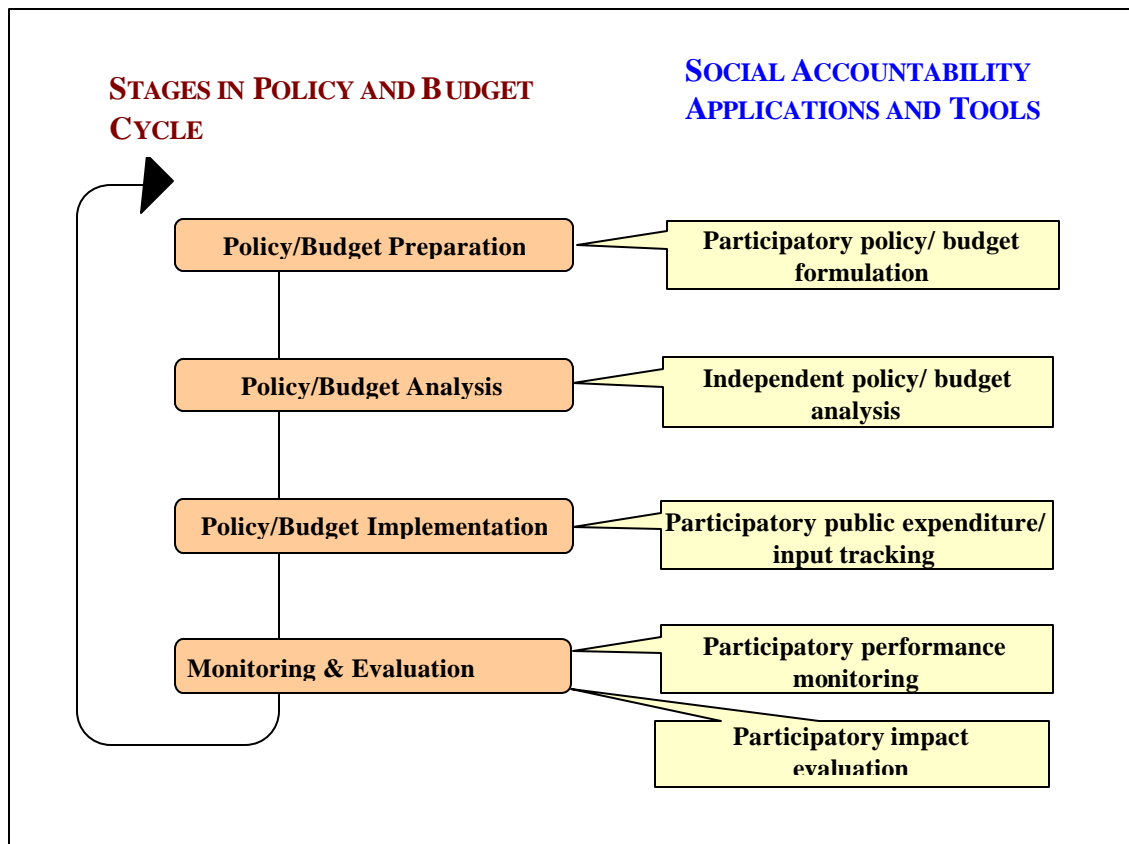 STAGES IN POLICY AND BUDGET
CYCLE
SOCIAL ACCOUNTABILITY
APPLICATIONS AND TOOLS
Policy/Budget Preparation
Participatory policy/ budget
formulation
Policy/Budget Analysis
Independent policy/ budget
analysis
Policy/Budget Implementation
Participatory public expenditure/
input tracking
Monitoring & Evaluation
Participatory performance
monitoring
Participatory impact
evaluation